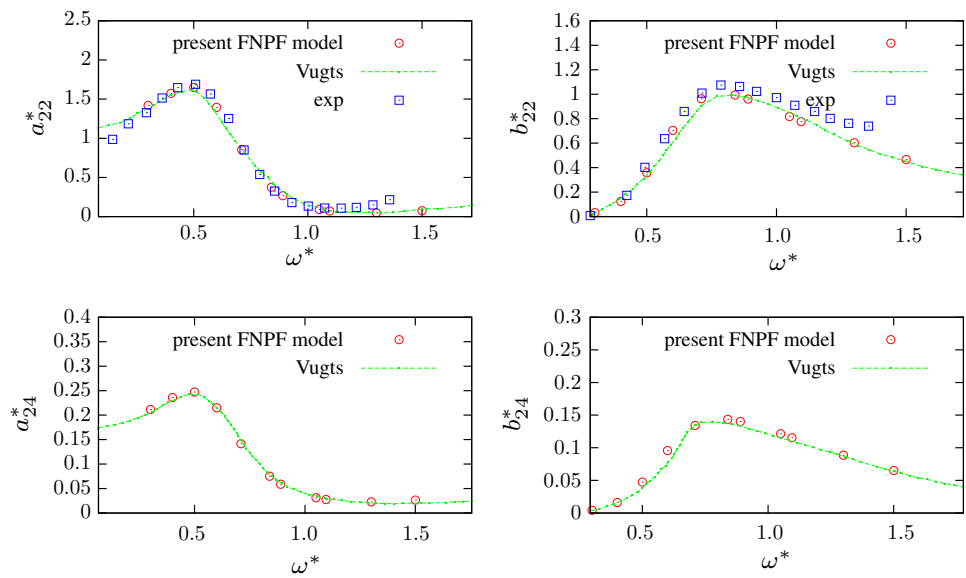 2.5
2
1.5
1
0.5
0
a*22
present FNPF model
Vugts
exp
0.5 1.0 1.5
ω*
1.6
1.4
1.2
1.0
0.8
0.6
0.4
0.2
0
b*22
present FNPF model
Vugts
exp
0.5 1.0 1.5
ω*
0.4
0.35
0.3
0.25
0.2
0.15
0.1
0.05
0
a*24
present FNPF model
Vugts
0.5 1.0 1.5
ω*
0.3
0.25
0.2
0.15
0.1
0.05
0
b*24
present FNPF model
Vugts
0.5 1.0 1.5
ω*